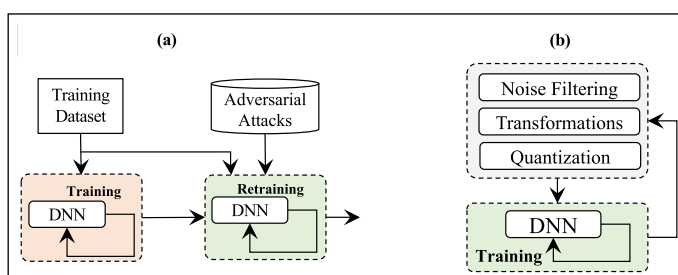 (a)
Training
Dataset
Adversarial
Attacks
Training
DNN
Retraining
DNN
(b)
Noise Filtering
Transformations
Quantization
DNN
Training